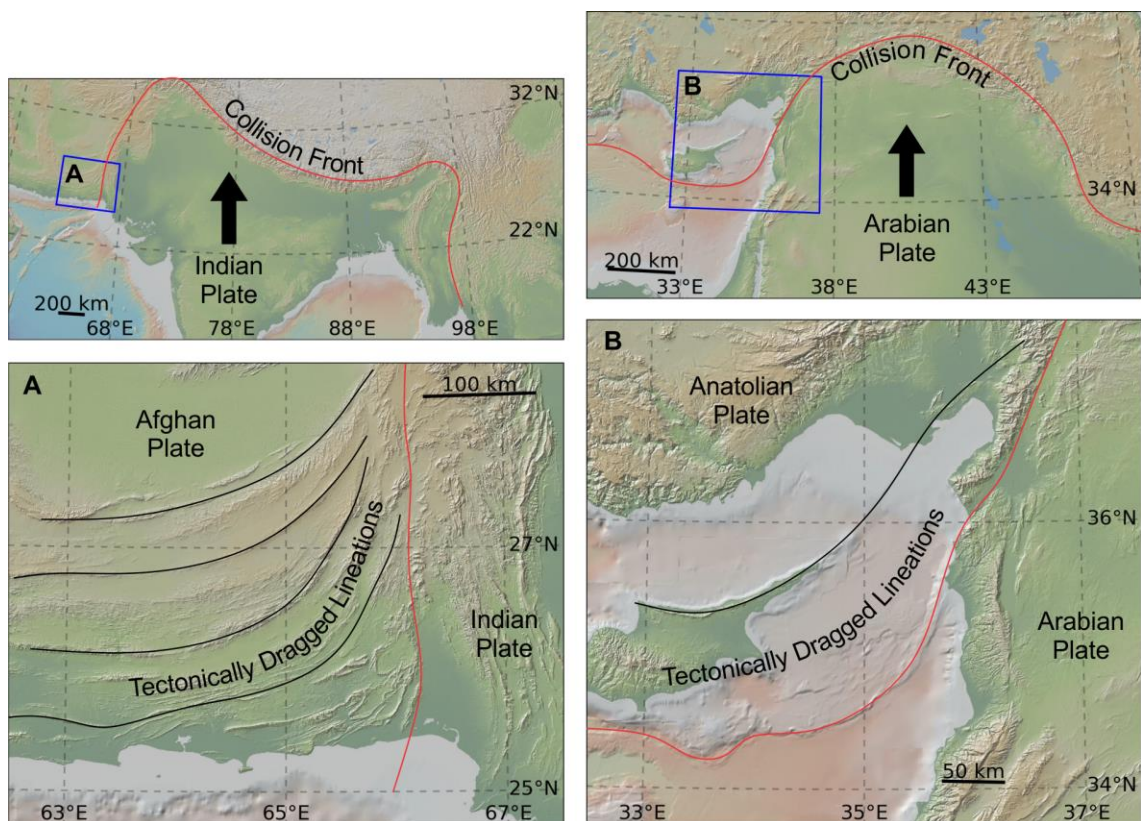 32°N
Collision Front
A
22°N
Indian
Plate
200 km
68°E
78°E
88°E
98°E
Collision Front
B
34°N
Arabian
Plate
200 km
33°E
38°E
43°E
A
100 km
Afghan
Plate
27°N
Tectonically Dragged Lineations
Indian
Plate
25°N
63°E
65°E
67°E
B
Anatolian
Plate
36°N
Tectonically Dragged Lineations
Arabian
Plate
50 km
34°N
33°E
35°E
37°E